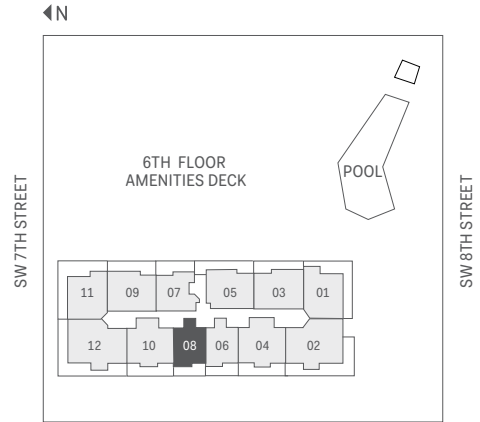 N
6TH FLOOR
AMENITIES DECK
POOL
SW 7TH STREET
SW 8TH STREET
11
09
07
05
03
01
12
10
08
06
04
02